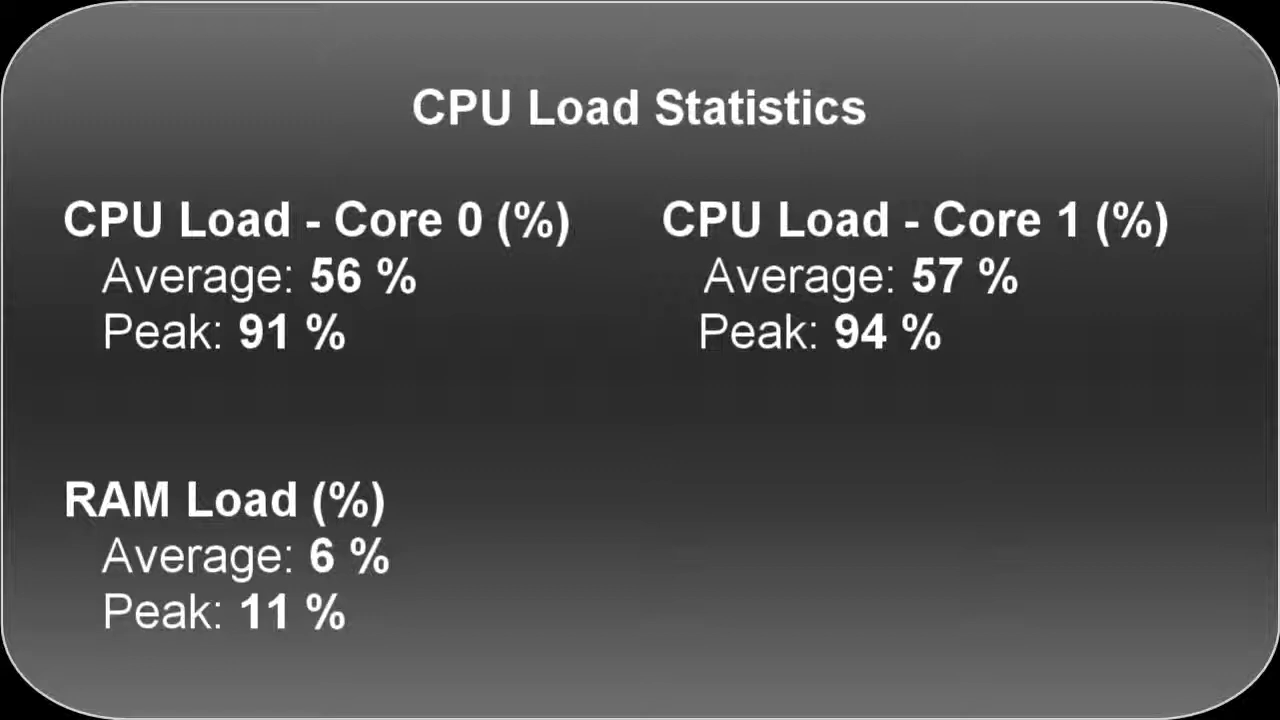 CPU Load Statistics
CPU Load - Core 0 (%)
Average: 56 %
Peak: 91 %
CPU Load - Core 1 (%)
Average: 57 %
Peak: 94 %
RAM Load (%)
Average: 6 %
Peak: 11 %